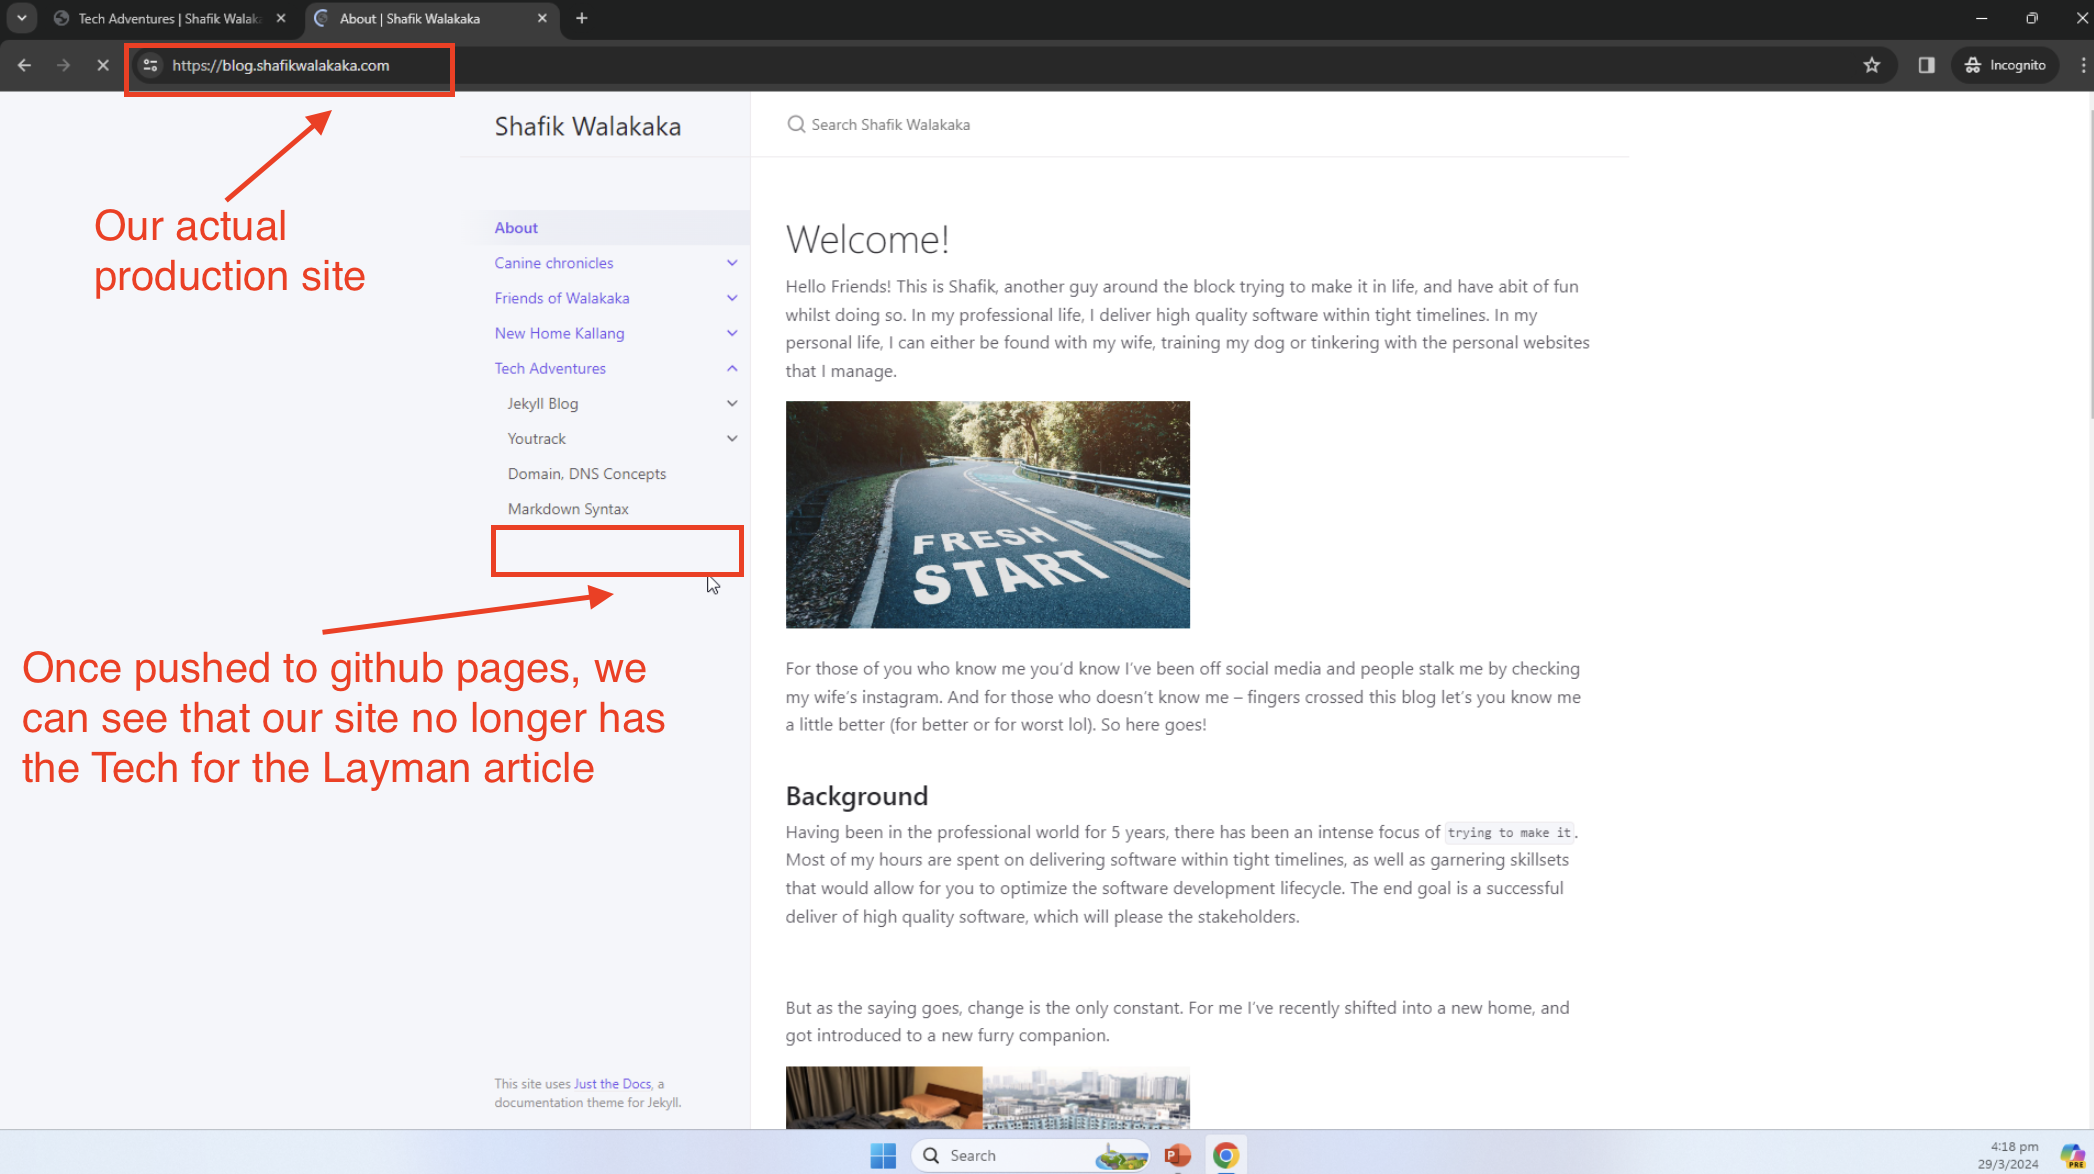 Tech Adventures | Shafik Walak
About | Shafik Walakaka
https://blog.shafikwalakaka.com
Incognito
Our actual
production site
Shafik Walakaka
Search Shafik Walakaka
About
Canine chronicles
Friends of Walakaka
New Home Kallang
Tech Adventures
Jekyll Blog
Youtrack
Domain, DNS Concepts
Markdown Syntax
Once pushed to github pages, we
can see that our site no longer has
the Tech for the Layman article
This site uses Just the Docs, a
documentation theme for Jekyll.
Welcome!
Hello Friends! This is Shafik, another guy around the block trying to make it in life, and have abit of fun
whilst doing so. In my professional life, I deliver high quality software within tight timelines. In my
personal life, I can either be found with my wife, training my dog or tinkering with the personal websites
that I manage.
FRESH
START
For those of you who know me you'd know I've been off social media and people stalk me by checking
my wife's instagram. And for those who doesn't know me – fingers crossed this blog let's you know me
a little better (for better or for worst lol). So here goes!
Background
Having been in the professional world for 5 years, there has been an intense focus of trying to make it.
Most of my hours are spent on delivering software within tight timelines, as well as garnering skillsets
that would allow for you to optimize the software development lifecycle. The end goal is a successful
deliver of high quality software, which will please the stakeholders.
But as the saying goes, change is the only constant. For me I've recently shifted into a new home, and
got introduced to a new furry companion.
Search
P
4:18 pm
29/3/2024
PRE